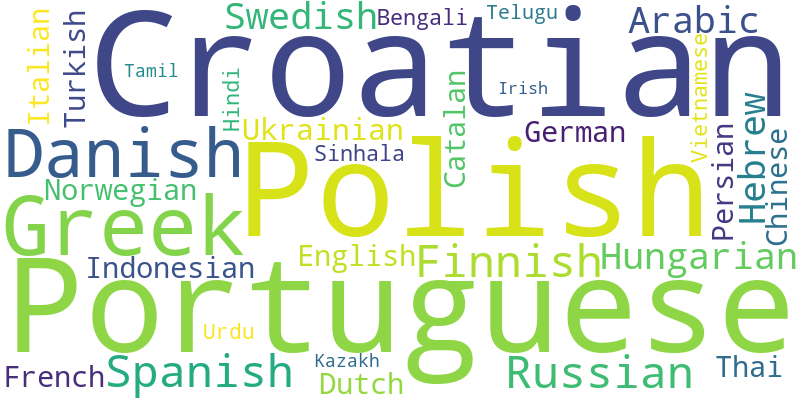 Swedish
Bengali
Telugu
Arabic
Italian
Turkish
Croatian
Tamil
Hindi
Irish
Vietnamese
Danish
Ukrainian
Catalan
German
Sinhala
Polish
Persian
Hebrew
Chinese
Norwegian
Greek
Indonesian
English
Finnish
Hungarian
Portuguese
Urdu
French
Spanish
Kazakh
Dutch
Russian
Thai